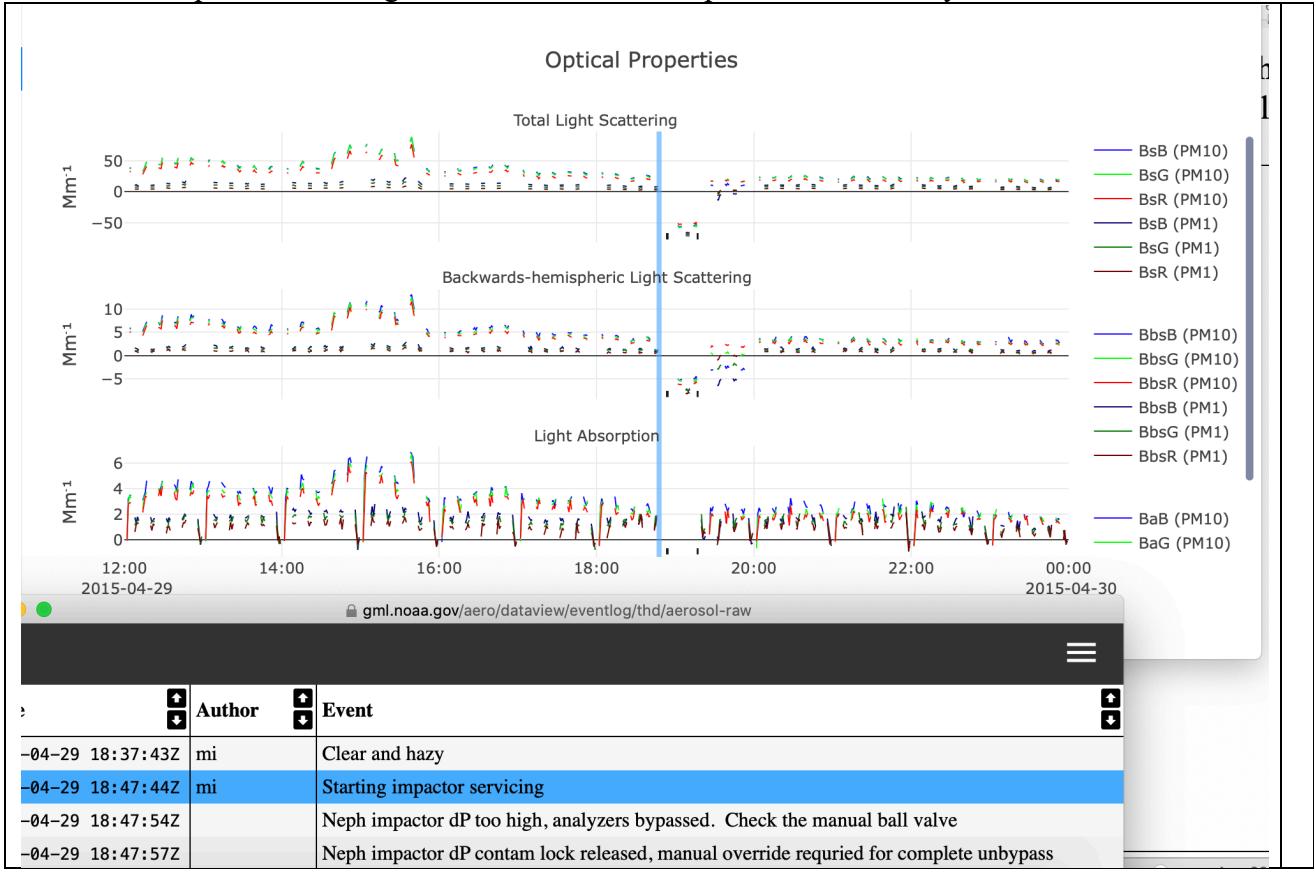 Optical Properties
Total Light Scattering
50
0
−50
Mm-1
BsB (PM10)
BsG (PM10)
BsR (PM10)
BsB (PM1)
BsG (PM1)
BsR (PM1)
Backwards-hemispheric Light Scattering
10
5
0
−5
Mm-1
BbsB (PM10)
BbsG (PM10)
BbsR (PM10)
BbsB (PM1)
BbsG (PM1)
BbsR (PM1)
Light Absorption
6
4
2
0
Mm-1
BaB (PM10)
BaG (PM10)
12:00 14:00 16:00 18:00 20:00 22:00 00:00
2015-04-29 2015-04-30
gml.noaa.gov/aero/dataview/eventlog/thd/aerosol-raw
Author Event
-04-29 18:37:43Z mi Clear and hazy
-04-29 18:47:44Z mi Starting impactor servicing
-04-29 18:47:54Z Neph impactor dP too high, analyzers bypassed. Check the manual ball valve
-04-29 18:47:57Z Neph impactor dP contam lock released, manual override requried for complete unbypass